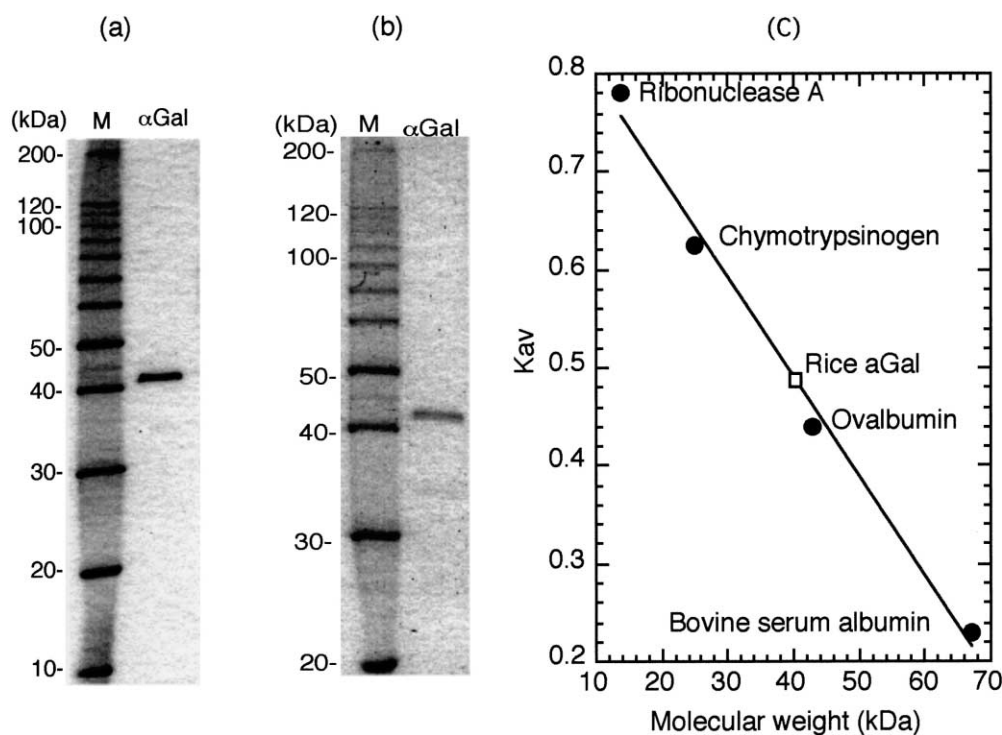 (a)
(kDa) M αGal
200-
120-
100-
50-
40-
30-
20-
10-
(b)
(kDa) M αGal
200-
120-
100-
50-
40-
30-
20-
(C)
0.8
0.7
0.6
0.5
0.4
0.3
0.2
Kav
Ribonuclease A
Chymotrypsinogen
Rice aGal
Ovalbumin
Bovine serum albumin
10 20 30 40 50 60 70
Molecular weight (kDa)